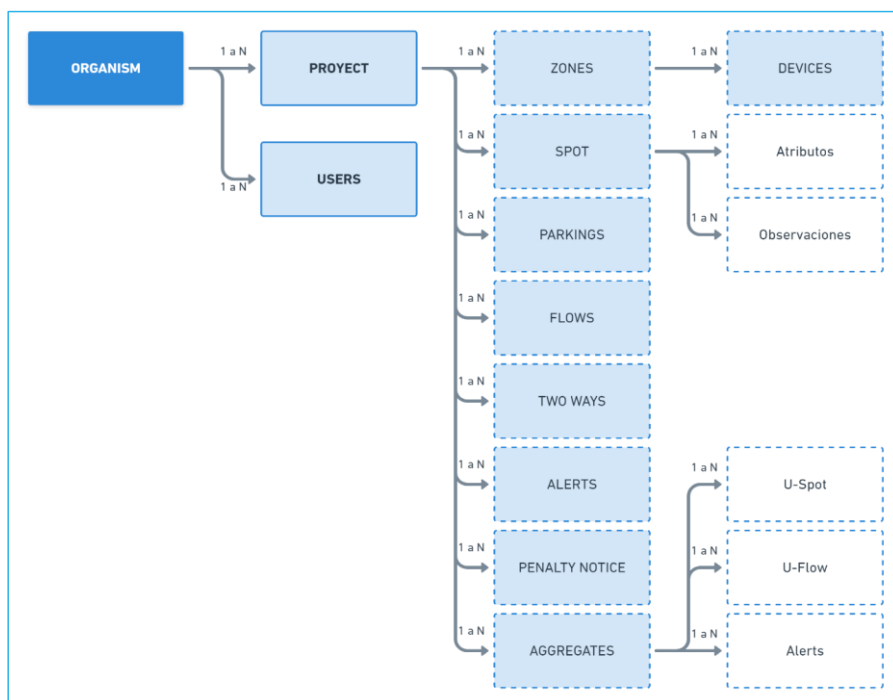 1 a N
1 a N
1 a N
ORGANISM
PROYECT
ZONES
DEVICES
1 a N
1 a N
SPOT
Atributos
USERS
1 a N
1 a N
1 a N
PARKINGS
Observaciones
1 a N
FLOWS
1 a N
TWO WAYS
1 a N
1 a N
ALERTS
U-Spot
1 a N
1 a N
PENALTY NOTICE
U-Flow
1 a N
1 a N
AGGREGATES
Alerts